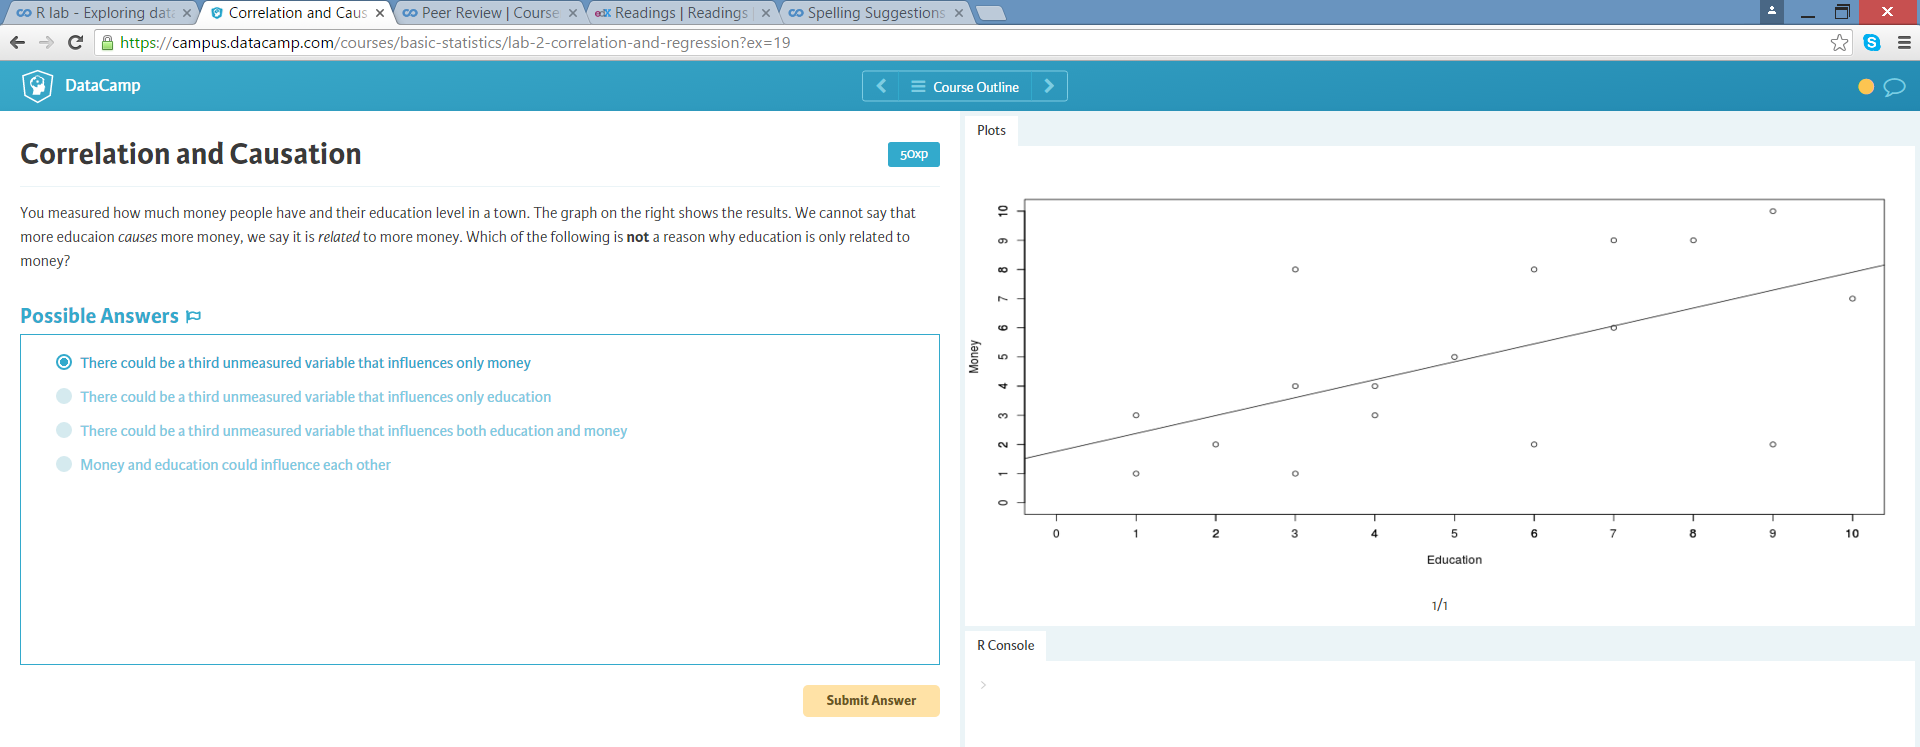 R lab - Exploring data
Correlation and Caus
Peer Review | Course
edX Readings | Readings
Spelling Suggestions
https://campus.datacamp.com/courses/basic-statistics/lab-2-correlation-and-regression?ex=19
DataCamp
Course Outline
Correlation and Causation
50xp
You measured how much money people have and their education level in a town. The graph on the right shows the results. We cannot say that
more educaion causes more money, we say it is related to more money. Which of the following is not a reason why education is only related to
money?
Possible Answers
There could be a third unmeasured variable that influences only money
There could be a third unmeasured variable that influences only education
There could be a third unmeasured variable that influences both education and money
Money and education could influence each other
Submit Answer
Plots
Money
10
9
8
7
6
5
4
3
2
1
0
0 1 2 3 4 5 6 7 8 9 10
Education
1/1
R Console
>